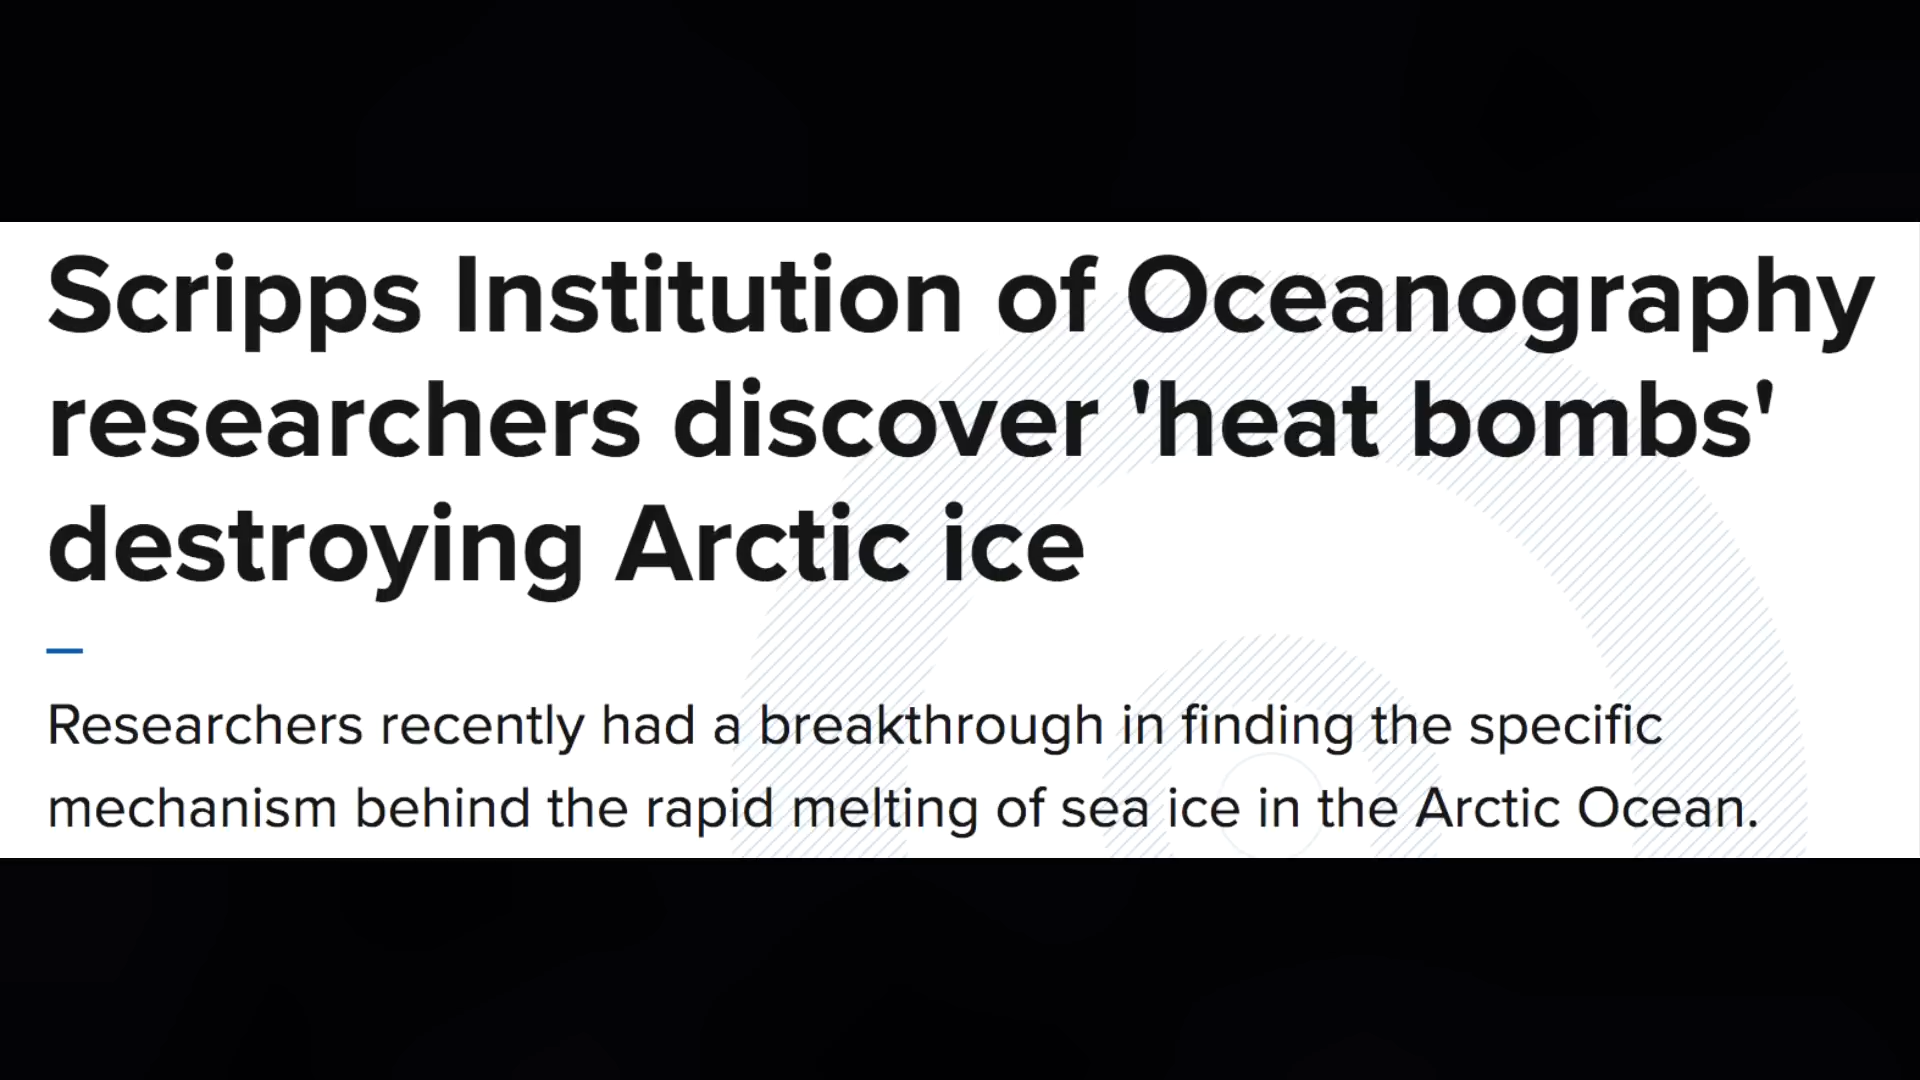 Scripps Institution of Oceanography
researchers discover 'heat bombs'
destroying Arctic ice
Researchers recently had a breakthrough in finding the specific
mechanism behind the rapid melting of sea ice in the Arctic Ocean.